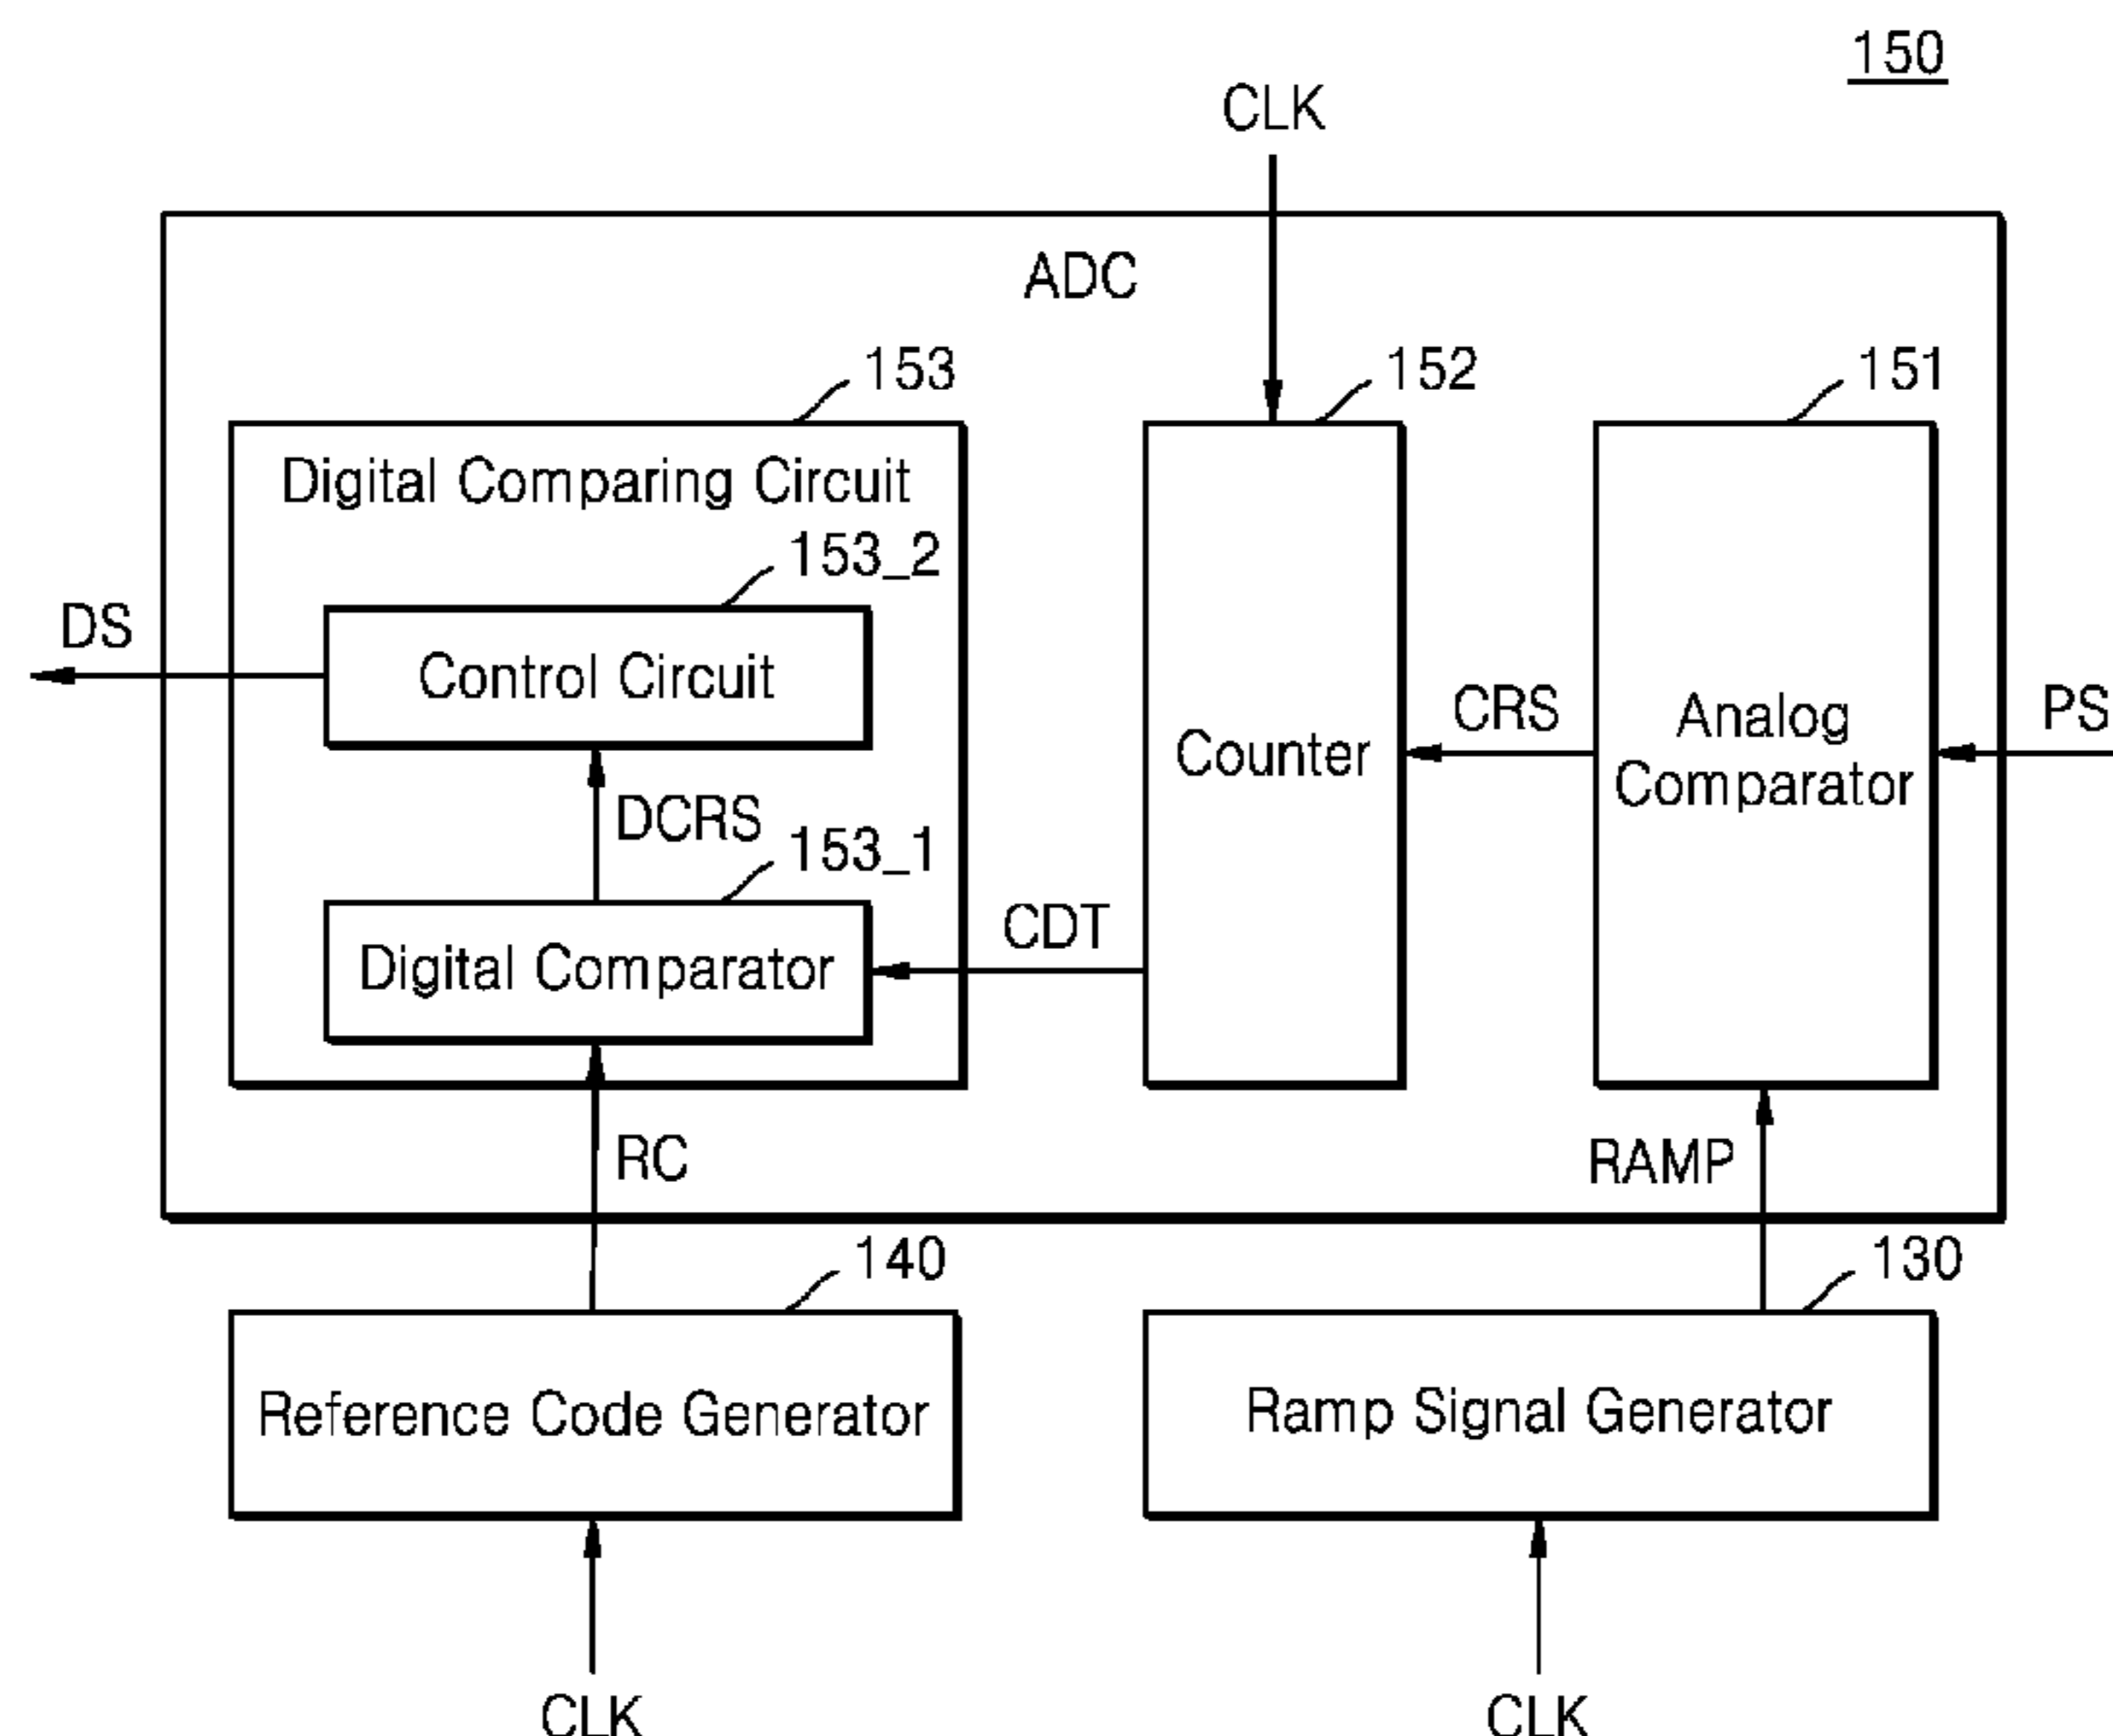 150
CLK
ADC
153
152
151
Digital Comparing Circuit
153_2
DS
Control Circuit
CRS
Analog
Comparator
PS
Counter
DCRS
153_1
CDT
Digital Comparator
RC
RAMP
140
130
Reference Code Generator
Ramp Signal Generator
CLK
CLK